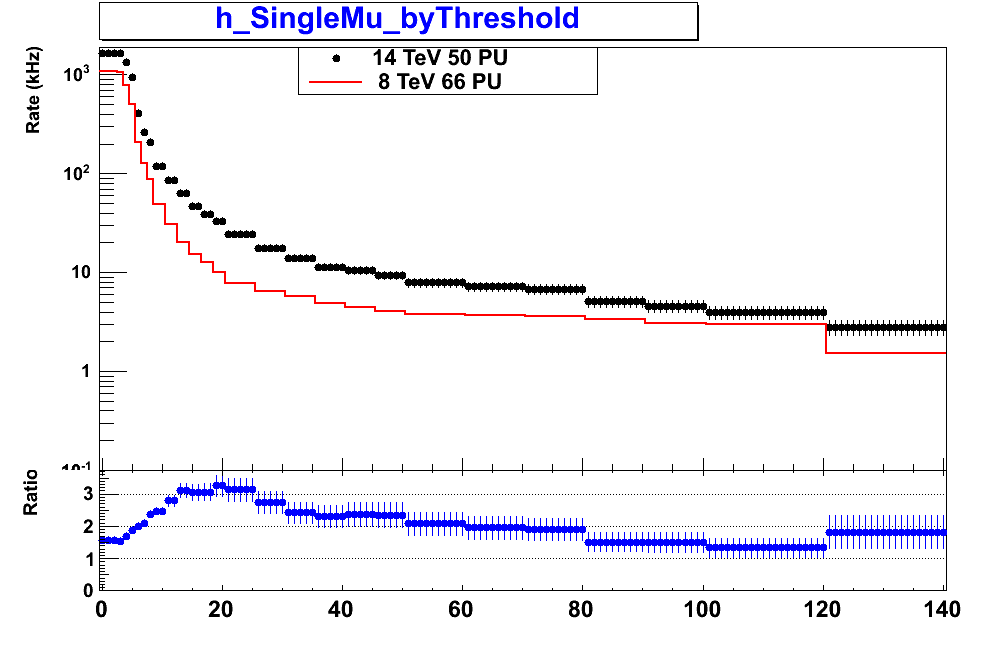 h_SingleMu_byThreshold
14 TeV 50 PU
8 TeV 66 PU
Rate (kHz)
10³
10²
10
1
10⁻¹
Ratio
3
2
1
0
0 20 40 60 80 100 120 140